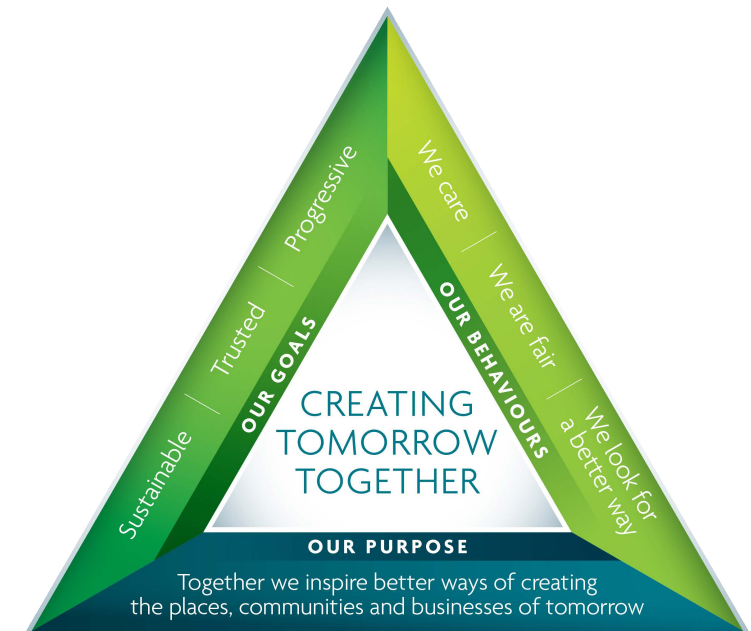 Progressive
Trusted
Sustainable
OUR GOALS
We care
We are fair
We look for
a better way
OUR BEHAVIOURS
CREATING
TOMORROW
TOGETHER
OUR PURPOSE
Together we inspire better ways of creating
the places, communities and businesses of tomorrow